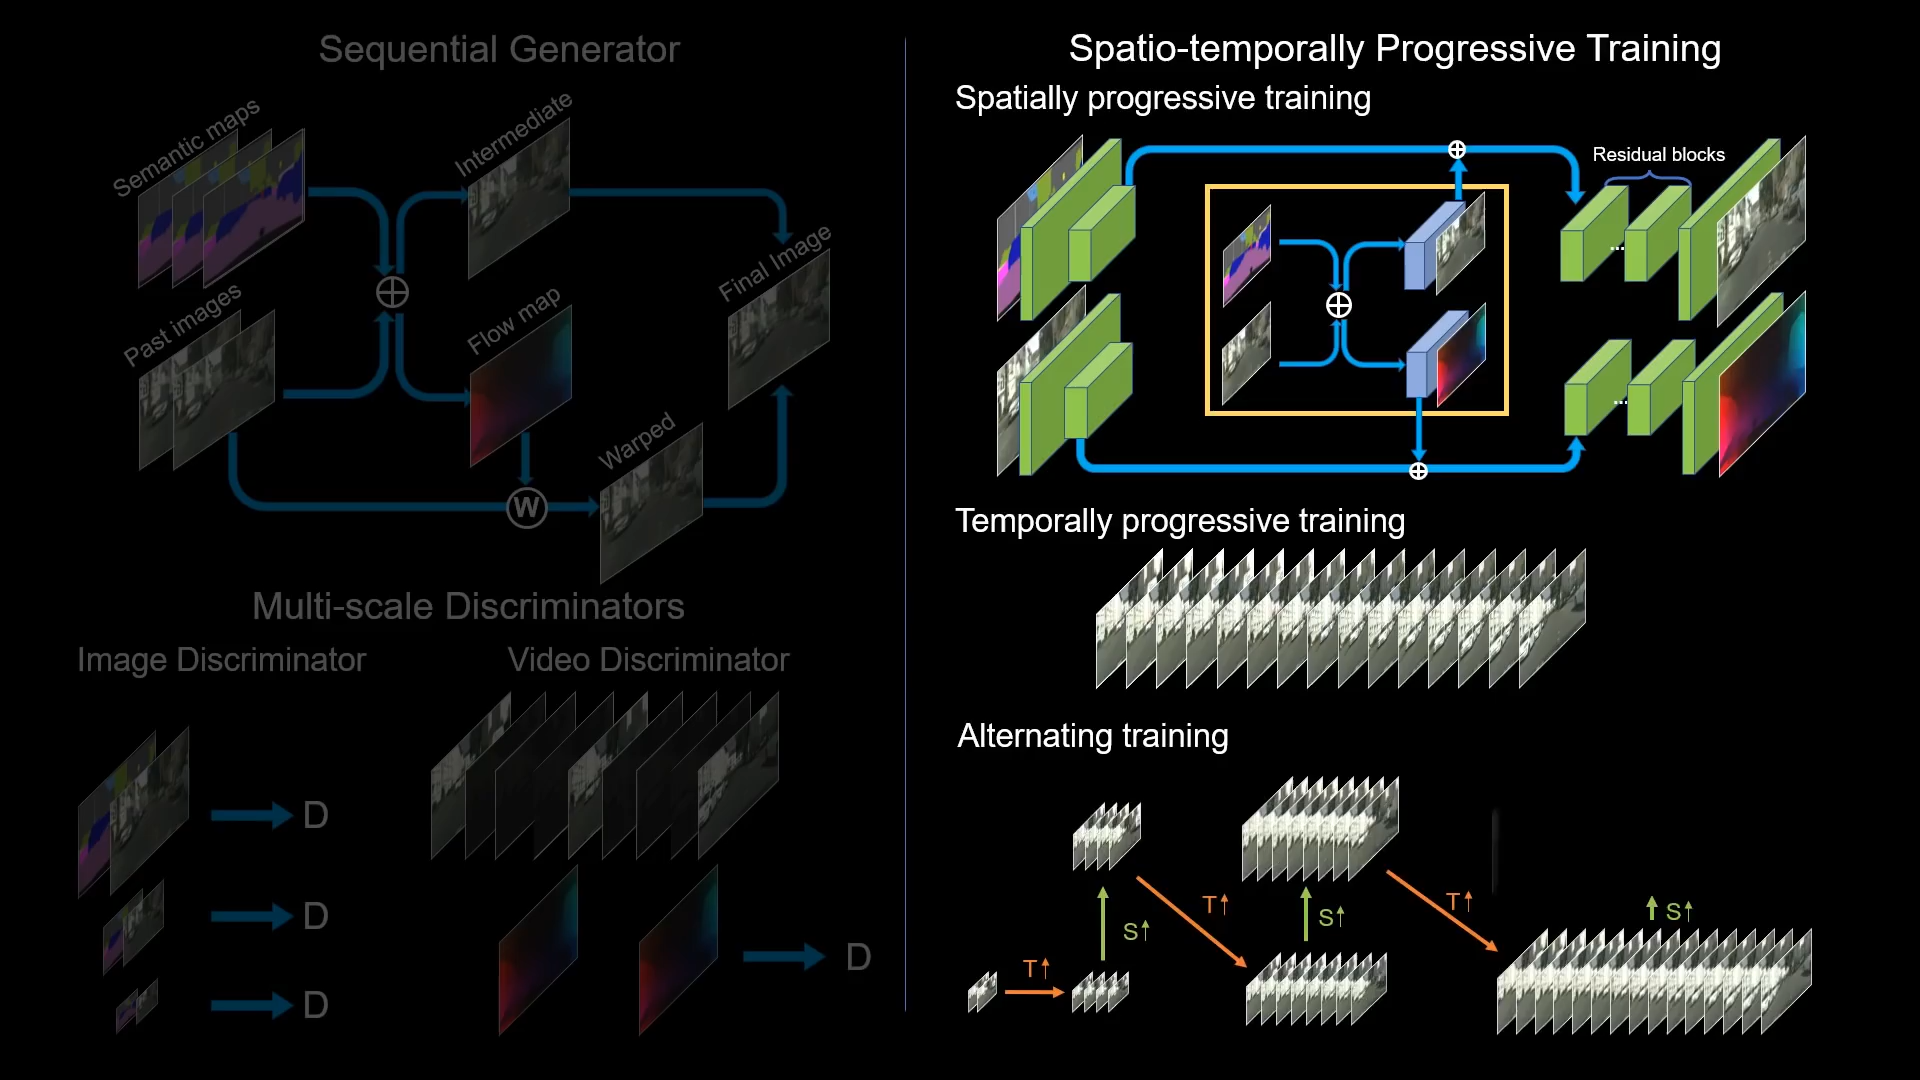 Sequential Generator
Semantic maps
Intermediate
Past images
Flow map
Final Image
Warped
W
Multi-scale Discriminators
Image Discriminator
Video Discriminator
D
D
D
D
Spatio-temporally Progressive Training
Spatially progressive training
Residual blocks
...
...
Temporally progressive training
Alternating training
T↑
S↑
T↑
S↑
T↑
S↑